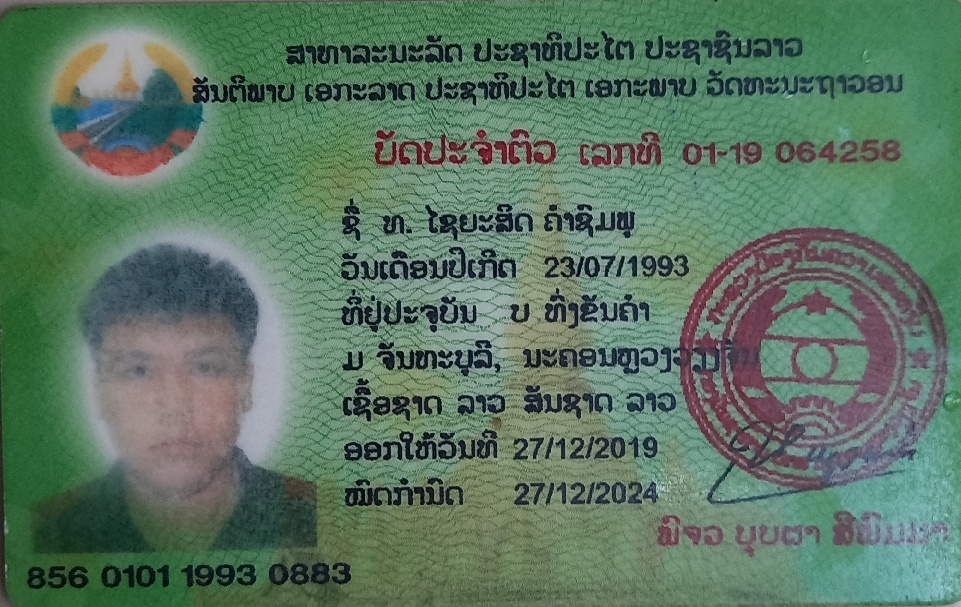 ສາທາລະນະລັດ ປະຊາທິປະໄຕ ປະຊາຊົນລາວ
ສັນຕິພາບ ເອກະລາດ ປະຊາທິປະໄຕ ເອກະພາບ ວັດທະນະຖາວອນ
ບັດປະຈຳຕົວ ເລກທີ 01-19 064258
ຊື່ ທ. ໄຊຍະສິດ ຄຳຊົມພູ
ວັນເດືອນປີເກີດ 23/07/1993
ທີ່ຢູ່ປະຈຸບັນ ບ ທົ່ງຂັນຄຳ
ມ ຈັນທະບູລີ, ນະຄອນຫຼວງວຽງຈັນ
ເຊື້ອຊາດ ລາວ ສັນຊາດ ລາວ
ອອກໃຫ້ວັນທີ 27/12/2019
ໝົດກຳນົດ 27/12/2024
ພົຈວ ບຸບຜາ
856 0101 1993 0883